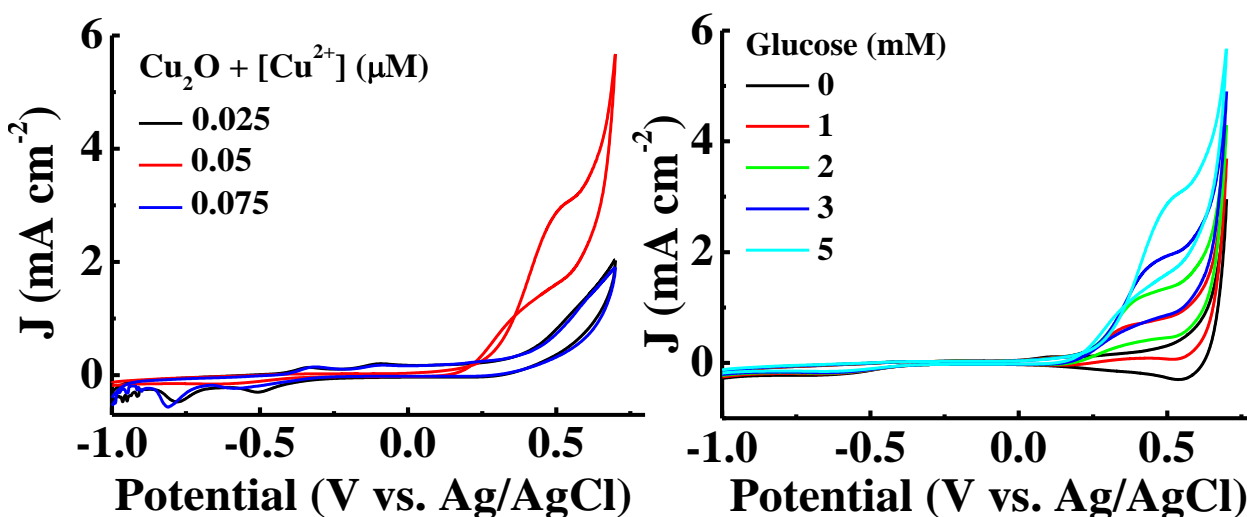 6
4
2
0
J (mA cm⁻²)
Cu₂O + [Cu²⁺] (μM)
0.025
0.05
0.075
-1.0 -0.5 0.0 0.5
Potential (V vs. Ag/AgCl)
6
4
2
0
J (mA cm⁻²)
Glucose (mM)
0
1
2
3
5
-1.0 -0.5 0.0 0.5
Potential (V vs. Ag/AgCl)